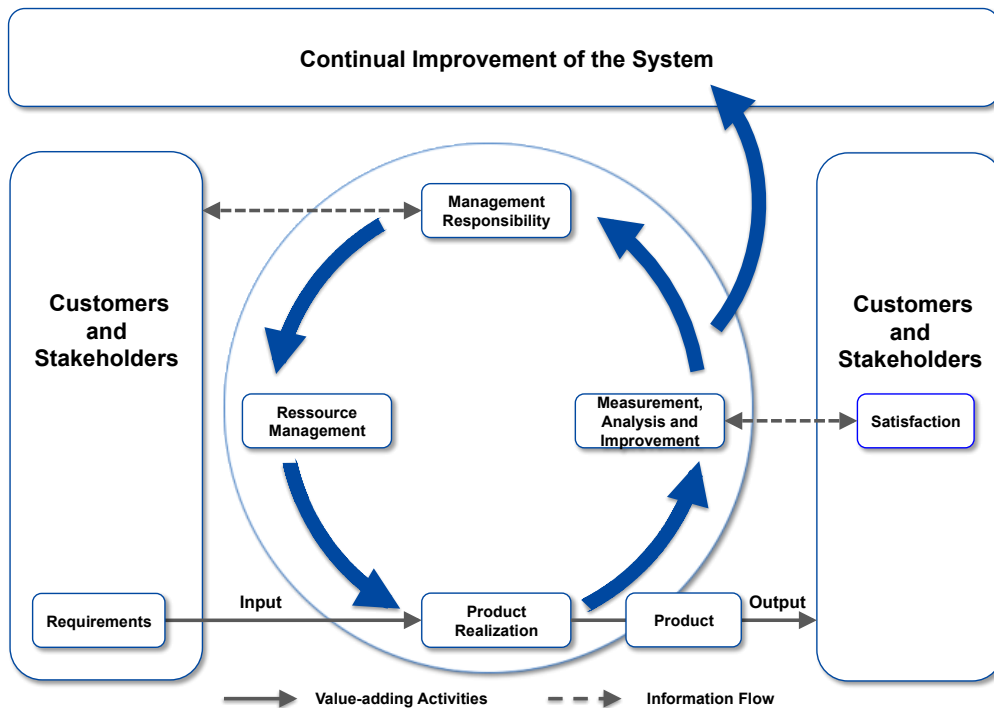 Continual Improvement of the System
Management
Responsibility
Customers
and
Stakeholders
Customers
and
Stakeholders
Ressource
Management
Measurement,
Analysis and
Improvement
Satisfaction
Input
Output
Requirements
Product
Realization
Product
Value-adding Activities
Information Flow